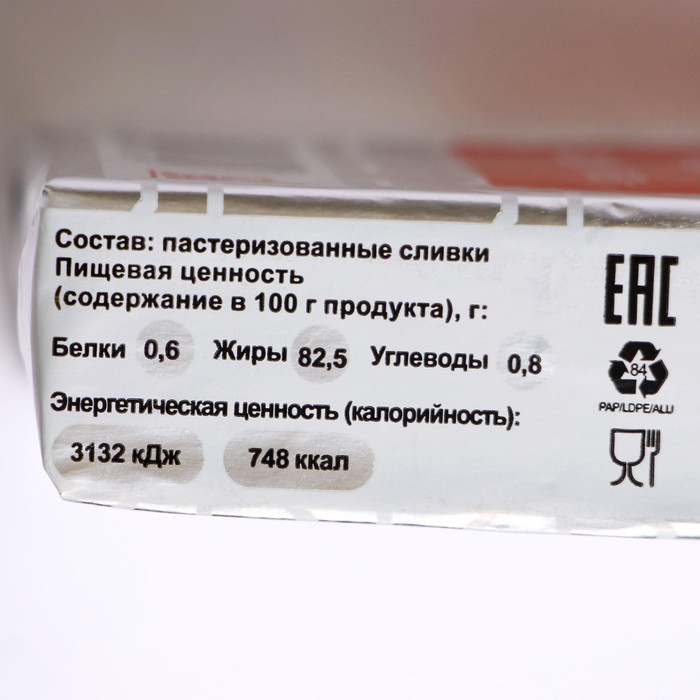 Состав: пастеризованные сливки
Пищевая ценность
(содержание в 100 г продукта), г:
Белки 0,6 Жиры 82,5 Углеводы 0,8
Энергетическая ценность (калорийность):
3132 кДж 748 ккал
EAC
84
PAP/LDPE/ALU